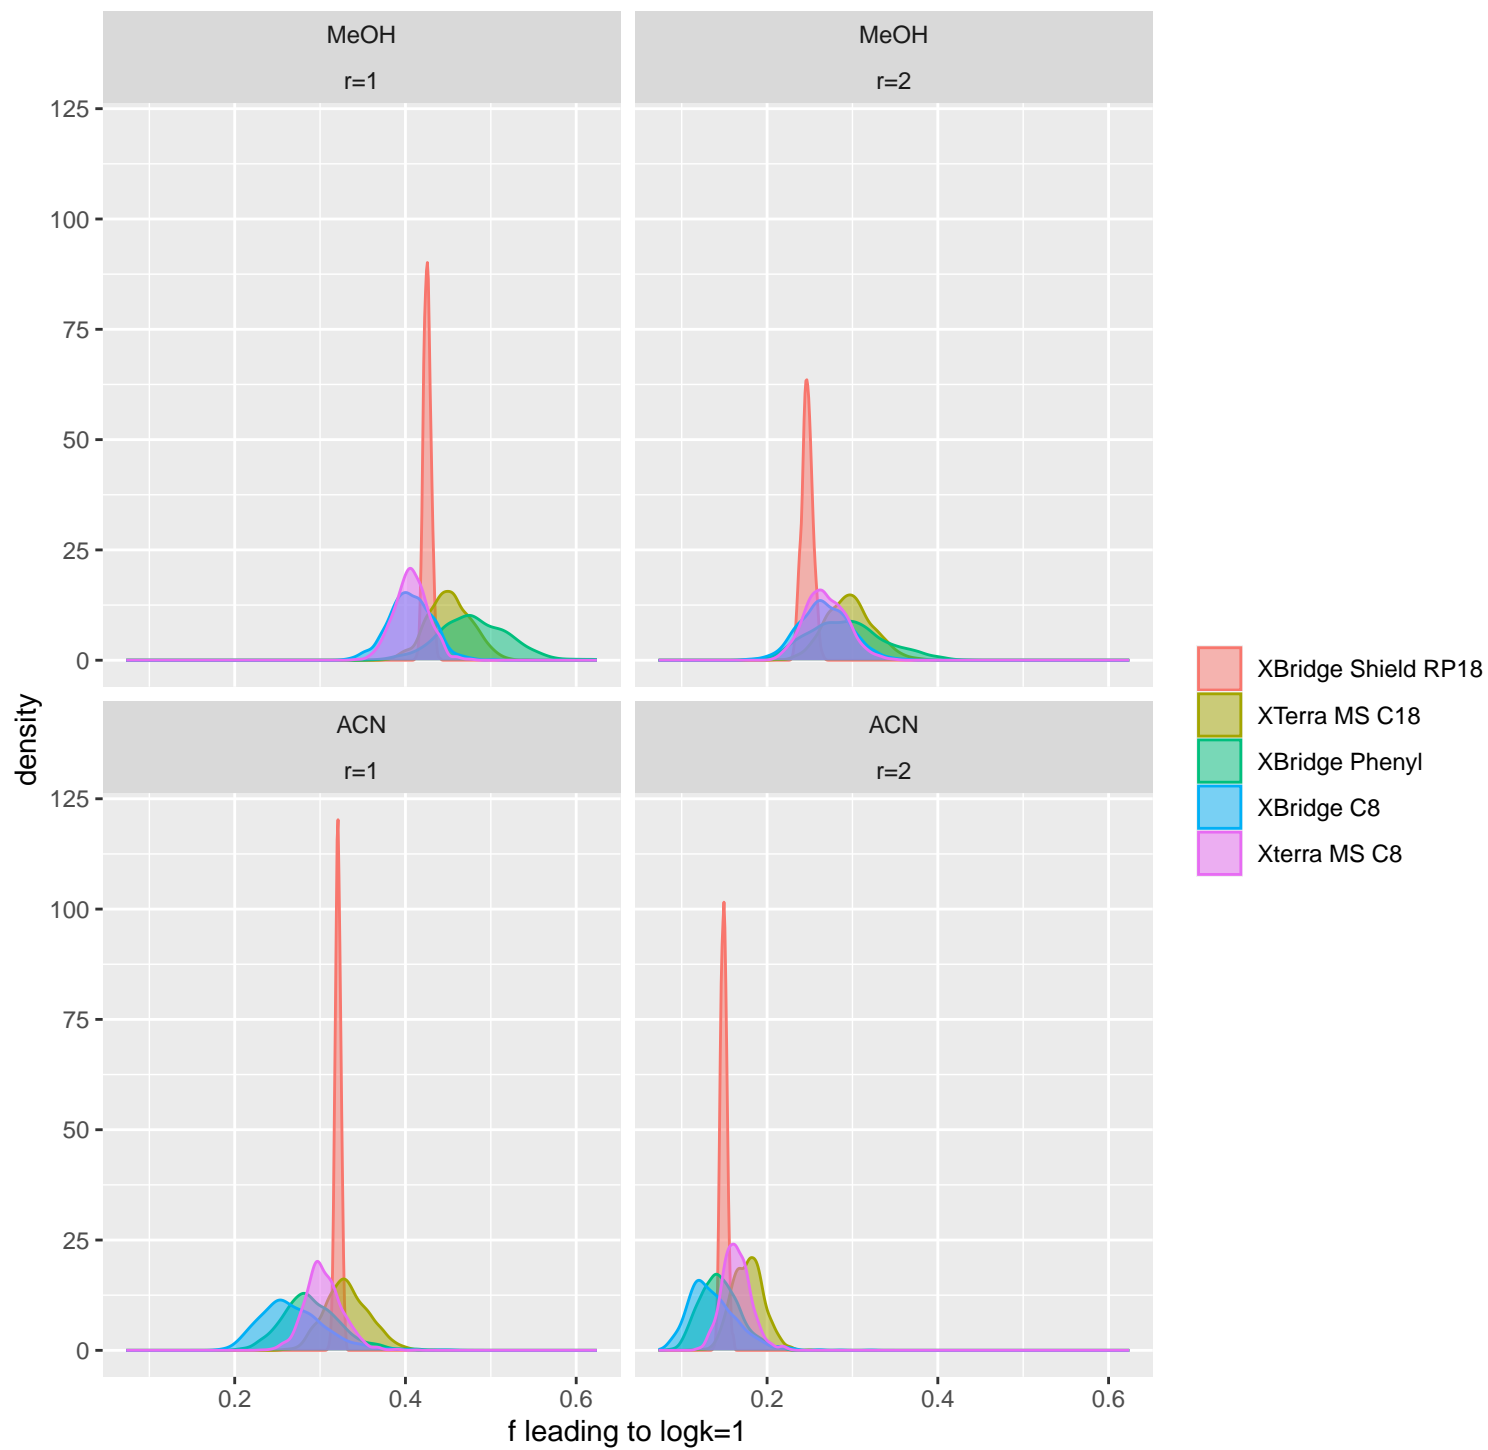 MeOH
r=1
MeOH
r=2
125
100
75
50
25
0
ACN
r=1
ACN
r=2
125
100
75
50
25
0
0.2
0.4
0.6
0.2
0.4
0.6
f leading to logk=1
density
XBridge Shield RP18
XTerra MS C18
XBridge Phenyl
XBridge C8
Xterra MS C8